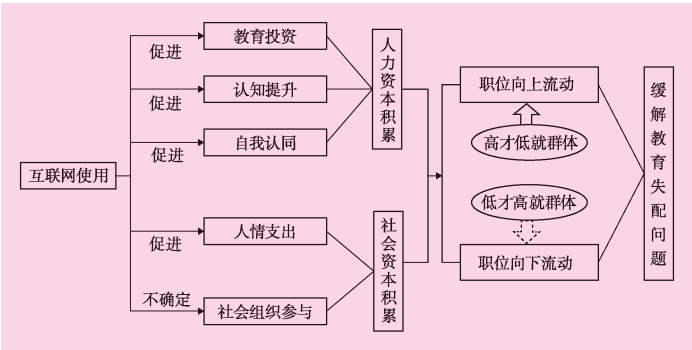 互联网使用
促进
教育投资
促进
认知提升
促进
自我认同
促进
人情支出
不确定
社会组织参与
人力资本积累
社会资本积累
职位向上流动
高才低就群体
低才高就群体
职位向下流动
缓解教育失配问题